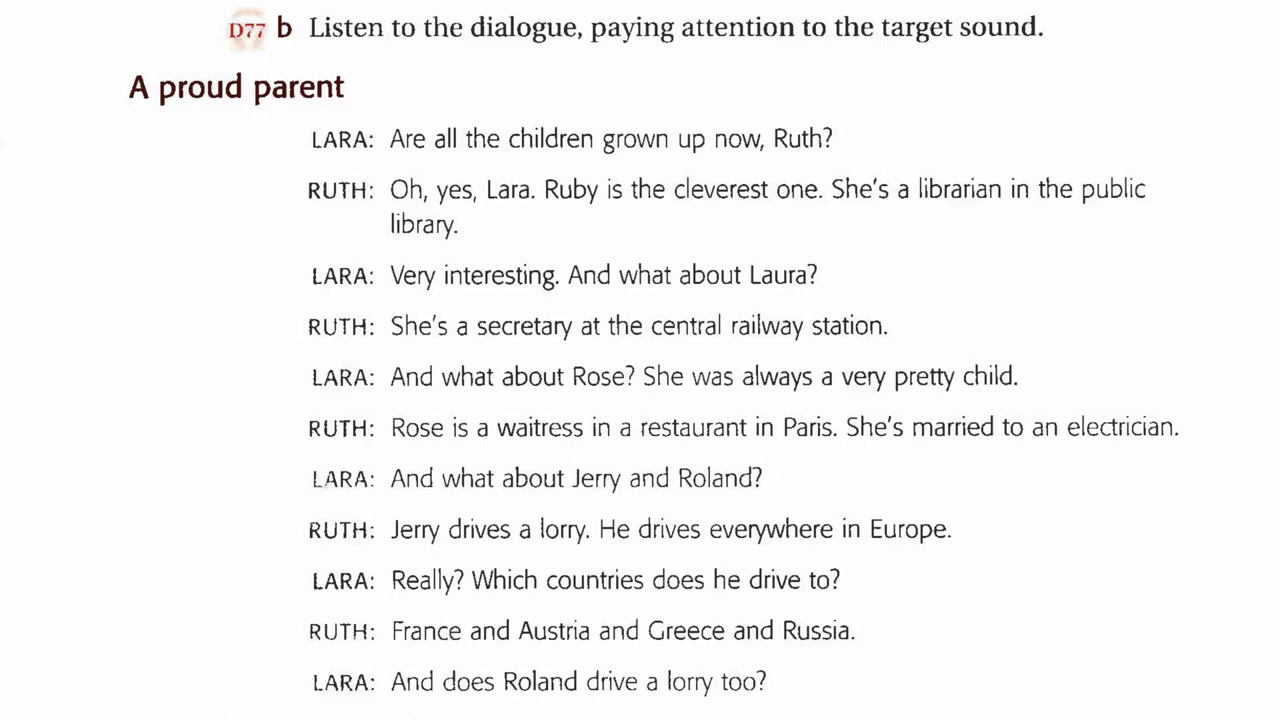 D77 b Listen to the dialogue, paying attention to the target sound.
A proud parent
LARA: Are all the children grown up now, Ruth?
RUTH: Oh, yes, Lara. Ruby is the cleverest one. She's a librarian in the public
library.
LARA: Very interesting. And what about Laura?
RUTH: She's a secretary at the central railway station.
LARA: And what about Rose? She was always a very pretty child.
RUTH: Rose is a waitress in a restaurant in Paris. She's married to an electrician.
LARA: And what about Jerry and Roland?
RUTH: Jerry drives a lorry. He drives everywhere in Europe.
LARA: Really? Which countries does he drive to?
RUTH: France and Austria and Greece and Russia.
LARA: And does Roland drive a lorry too?